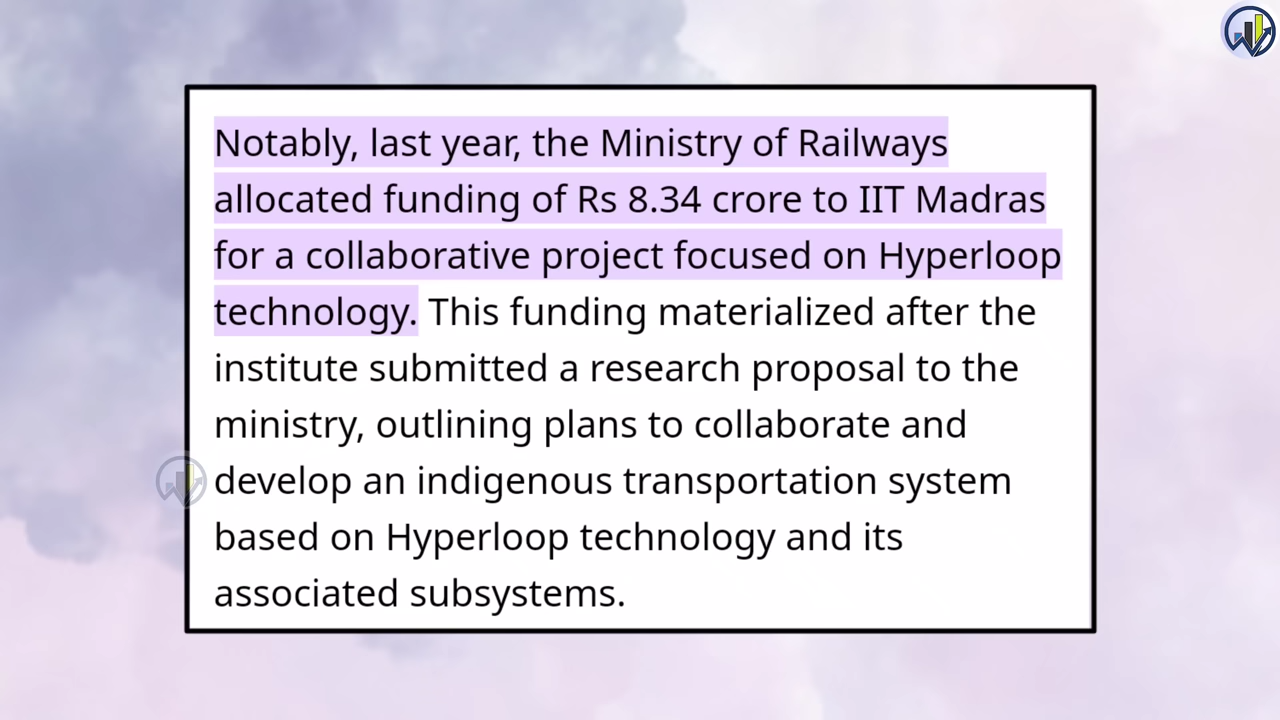 Notably, last year, the Ministry of Railways
allocated funding of Rs 8.34 crore to IIT Madras
for a collaborative project focused on Hyperloop
technology. This funding materialized after the
institute submitted a research proposal to the
ministry, outlining plans to collaborate and
develop an indigenous transportation system
based on Hyperloop technology and its
associated subsystems.